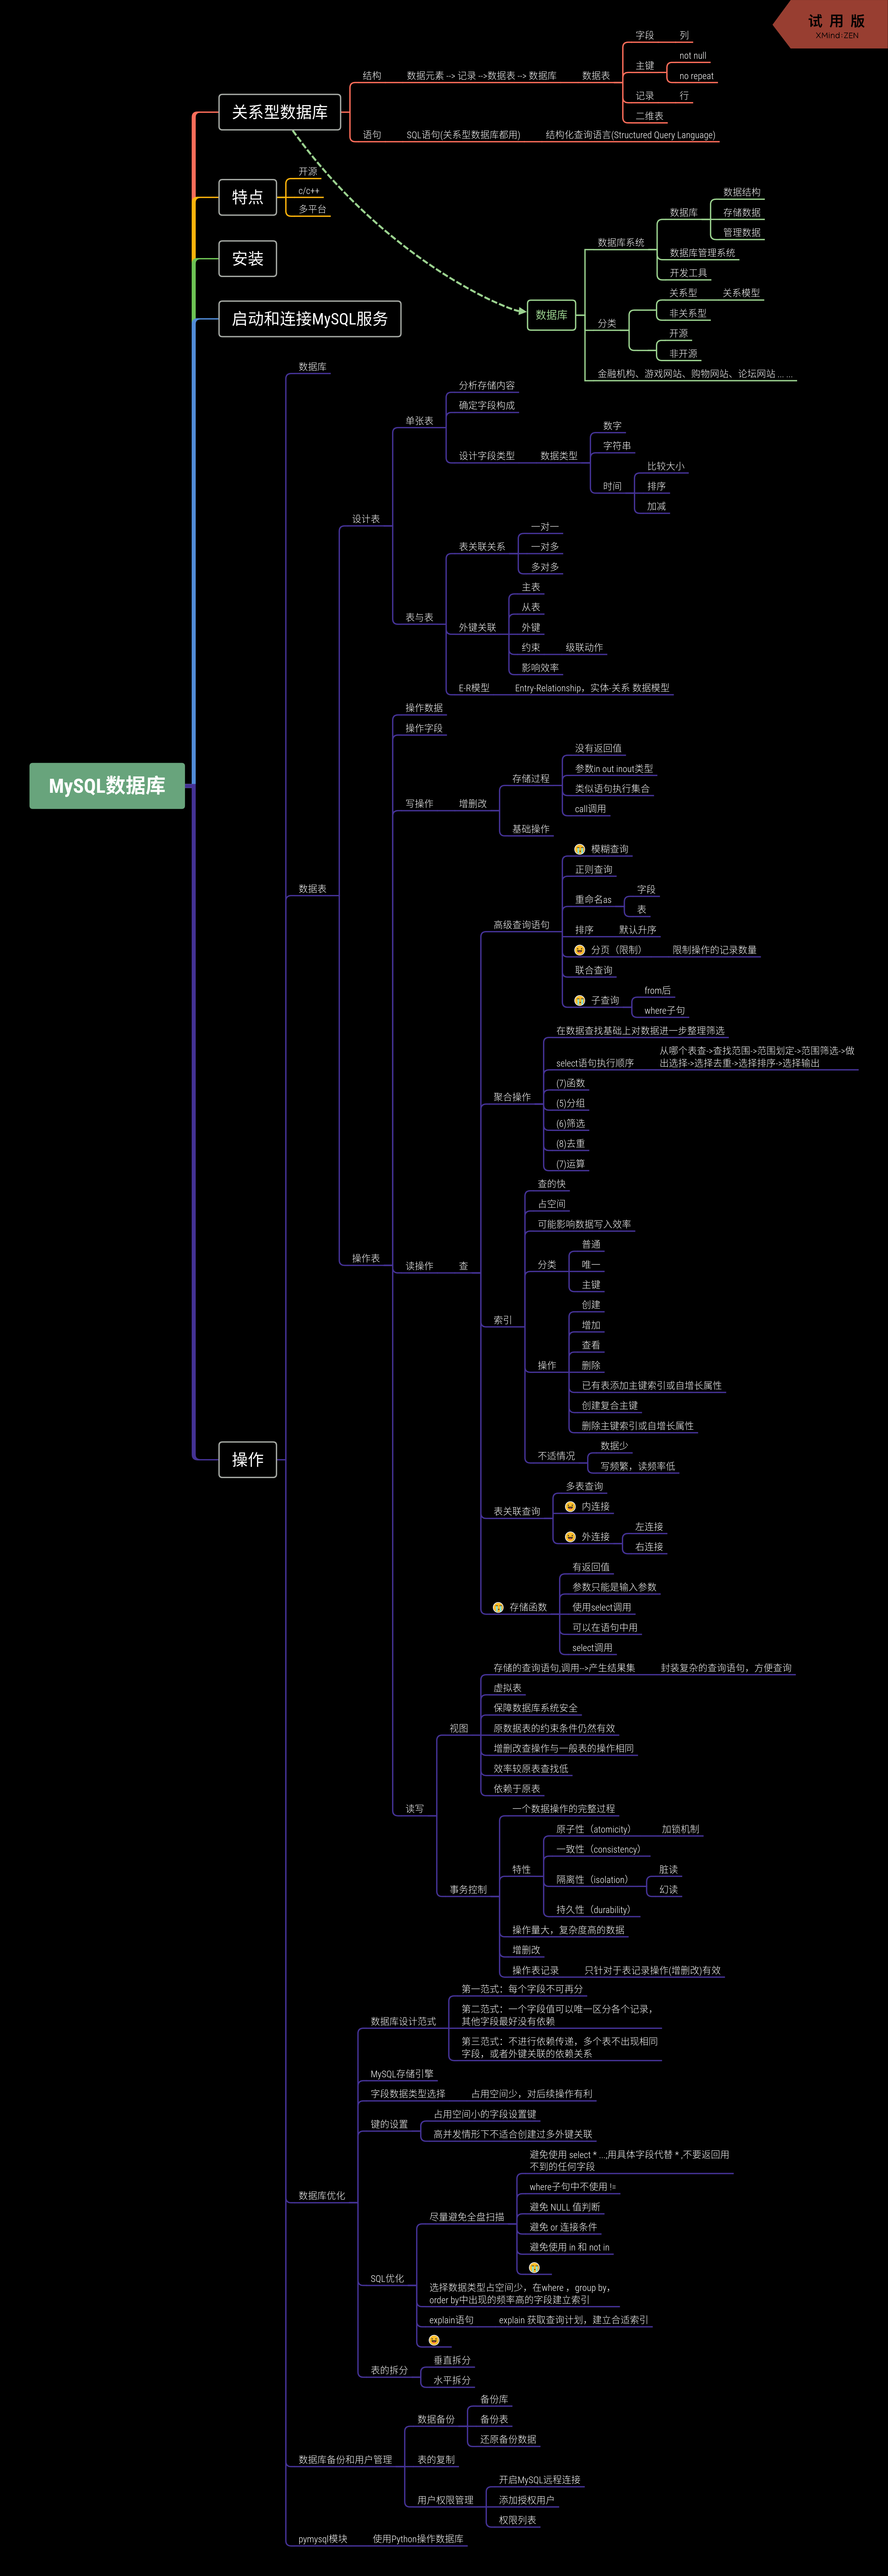 试 用 版
XMind:ZEN
MySQL数据库
关系型数据库
结构
数据元素 --> 记录 -->数据表 --> 数据库
数据表
字段
列
主键
not null
no repeat
记录
行
二维表
语句
SQL语句(关系型数据库都用)
结构化查询语言(Structured Query Language)
特点
开源
c/c++
多平台
安装
启动和连接MySQL服务
数据库
数据库系统
数据库
数据结构
存储数据
管理数据
数据库管理系统
开发工具
分类
关系型
关系模型
非关系型
开源
非开源
金融机构、游戏网站、购物网站、论坛网站 ... ...
操作
数据库
数据表
设计表
单张表
分析存储内容
确定字段构成
设计字段类型
数据类型
数字
字符串
时间
比较大小
排序
加减
表与表
表关联关系
一对一
一对多
多对多
外键关联
主表
从表
外键
约束
级联动作
影响效率
E-R模型
Entry-Relationship，实体-关系 数据模型
操作表
操作数据
操作字段
写操作
增删改
存储过程
没有返回值
参数in out inout类型
类似语句执行集合
call调用
基础操作
读操作
查
高级查询语句
模糊查询
正则查询
重命名as
字段
表
排序
默认升序
分页（限制）
限制操作的记录数量
联合查询
子查询
from后
where子句
聚合操作
在数据查找基础上对数据进一步整理筛选
select语句执行顺序
从哪个表查->查找范围->范围划定->范围筛选->做
出选择->选择去重->选择排序->选择输出
(7)函数
(5)分组
(6)筛选
(8)去重
(7)运算
索引
查的快
占空间
可能影响数据写入效率
分类
普通
唯一
主键
操作
创建
增加
查看
删除
已有表添加主键索引或自增长属性
创建复合主键
删除主键索引或自增长属性
不适情况
数据少
写频繁，读频率低
表关联查询
多表查询
内连接
外连接
左连接
右连接
存储函数
有返回值
参数只能是输入参数
使用select调用
可以在语句中用
select调用
读写
视图
存储的查询语句,调用-->产生结果集
封装复杂的查询语句，方便查询
虚拟表
保障数据库系统安全
原数据表的约束条件仍然有效
增删改查操作与一般表的操作相同
效率较原表查找低
依赖于原表
事务控制
一个数据操作的完整过程
特性
原子性（atomicity）
加锁机制
一致性（consistency）
隔离性（isolation）
脏读
幻读
持久性（durability）
操作量大，复杂度高的数据
增删改
操作表记录
只针对于表记录操作(增删改)有效
数据库优化
数据库设计范式
第一范式：每个字段不可再分
第二范式：一个字段值可以唯一区分各个记录，
其他字段最好没有依赖
第三范式：不进行依赖传递，多个表不出现相同
字段，或者外键关联的依赖关系
MySQL存储引擎
字段数据类型选择
占用空间少，对后续操作有利
键的设置
占用空间小的字段设置键
高并发情形下不适合创建过多外键关联
SQL优化
尽量避免全盘扫描
避免使用 select * ...;用具体字段代替 * ,不要返回用
不到的任何字段
where子句中不使用 !=
避免 NULL 值判断
避免 or 连接条件
避免使用 in 和 not in
选择数据类型占空间少，在where ，group by，
order by中出现的频率高的字段建立索引
explain语句
explain 获取查询计划，建立合适索引
表的拆分
垂直拆分
水平拆分
数据库备份和用户管理
数据备份
备份库
备份表
还原备份数据
表的复制
用户权限管理
开启MySQL远程连接
添加授权用户
权限列表
pymysql模块
使用Python操作数据库